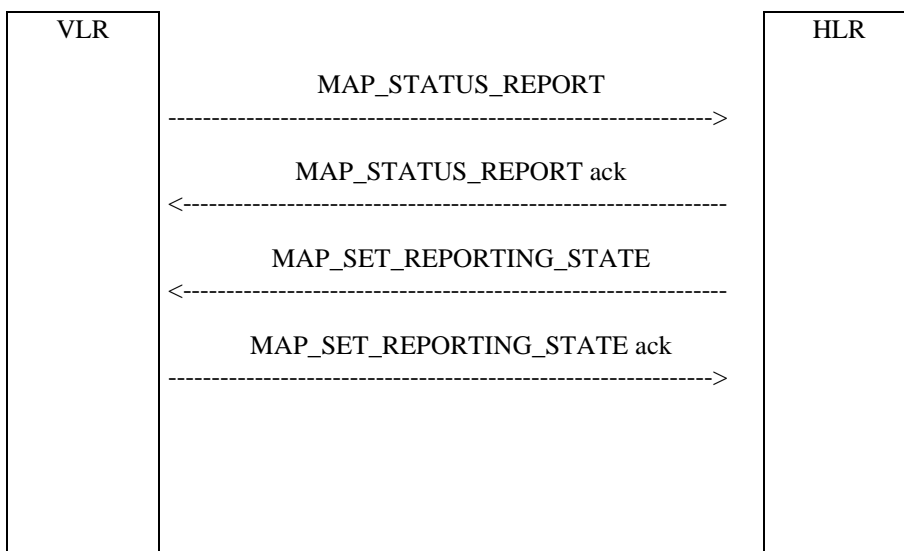 VLR
HLR
MAP_STATUS_REPORT
------------------------------------------------------------------>
MAP_STATUS_REPORT ack
<------------------------------------------------------------------
MAP_SET_REPORTING_STATE
<------------------------------------------------------------------
MAP_SET_REPORTING_STATE ack
------------------------------------------------------------------>